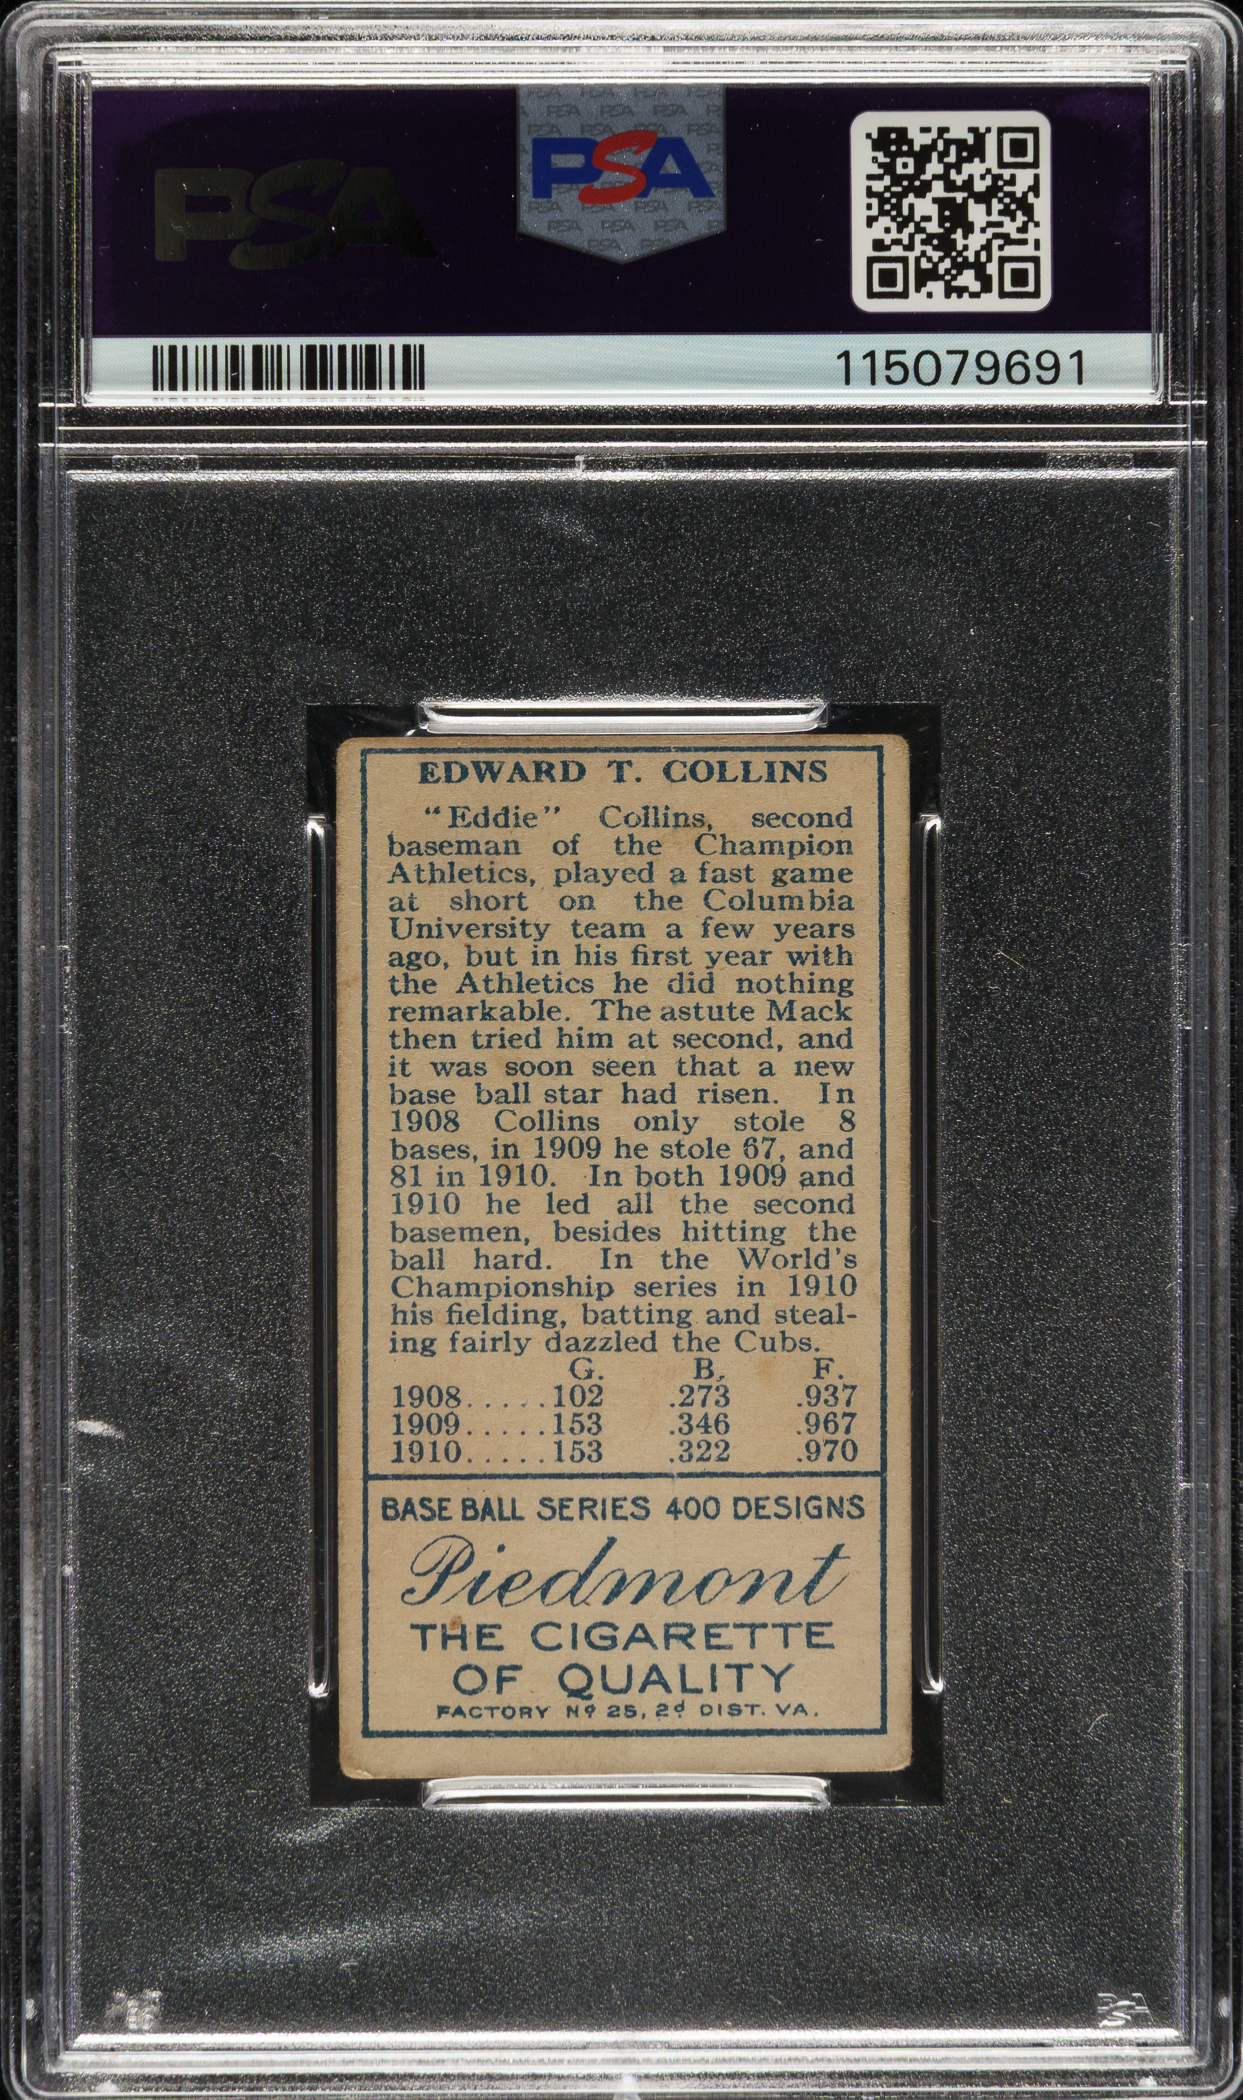 PSA
PSA
115079691
EDWARD T. COLLINS
“Eddie” Collins, second
baseman of the Champion
Athletics, played a fast game
at short on the Columbia
University team a few years
ago, but in his first year with
the Athletics he did nothing
remarkable. The astute Mack
then tried him at second, and
it was soon seen that a new
base ball star had risen. In
1908 Collins only stole 8
bases, in 1909 he stole 67, and
81 in 1910. In both 1909 and
1910 he led all the second
basemen, besides hitting the
ball hard. In the World's
Championship series in 1910
his fielding, batting and steal-
ing fairly dazzled the Cubs.
G. B. F.
1908.....102 .273 .937
1909.....153 .346 .967
1910.....153 .322 .970
BASE BALL SERIES 400 DESIGNS
Piedmont
THE CIGARETTE
OF QUALITY
FACTORY Nº 25, 2d DIST. VA.
PSA